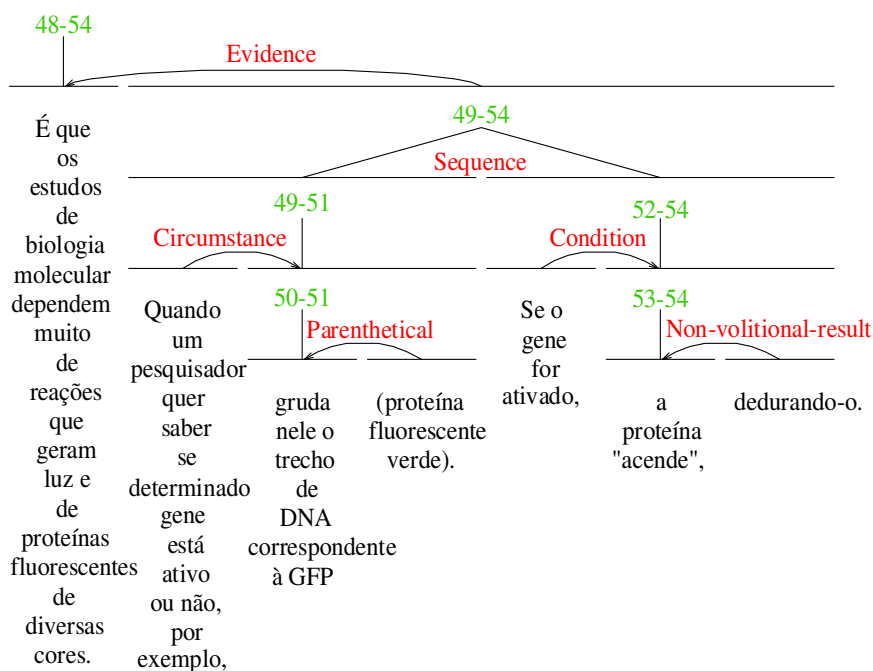 48-54
Evidence
49-54
Sequence
49-51
52-54
Circumstance
Condition
50-51
53-54
Parenthetical
Non-volitional-result
É que
os
estudos
de
biologia
molecular
dependem
muito
de
reações
que
geram
luz e
de
proteínas
fluorescentes
de
diversas
cores.
Quando
um
pesquisador
quer
saber
se
determinado
gene
está
ativo
ou não,
por
exemplo,
gruda
nele o
trecho
de
DNA
correspondente
à GFP
(proteína
fluorescente
verde).
Se o
gene
for
ativado,
a
proteína
"acende",
dedurando-o.